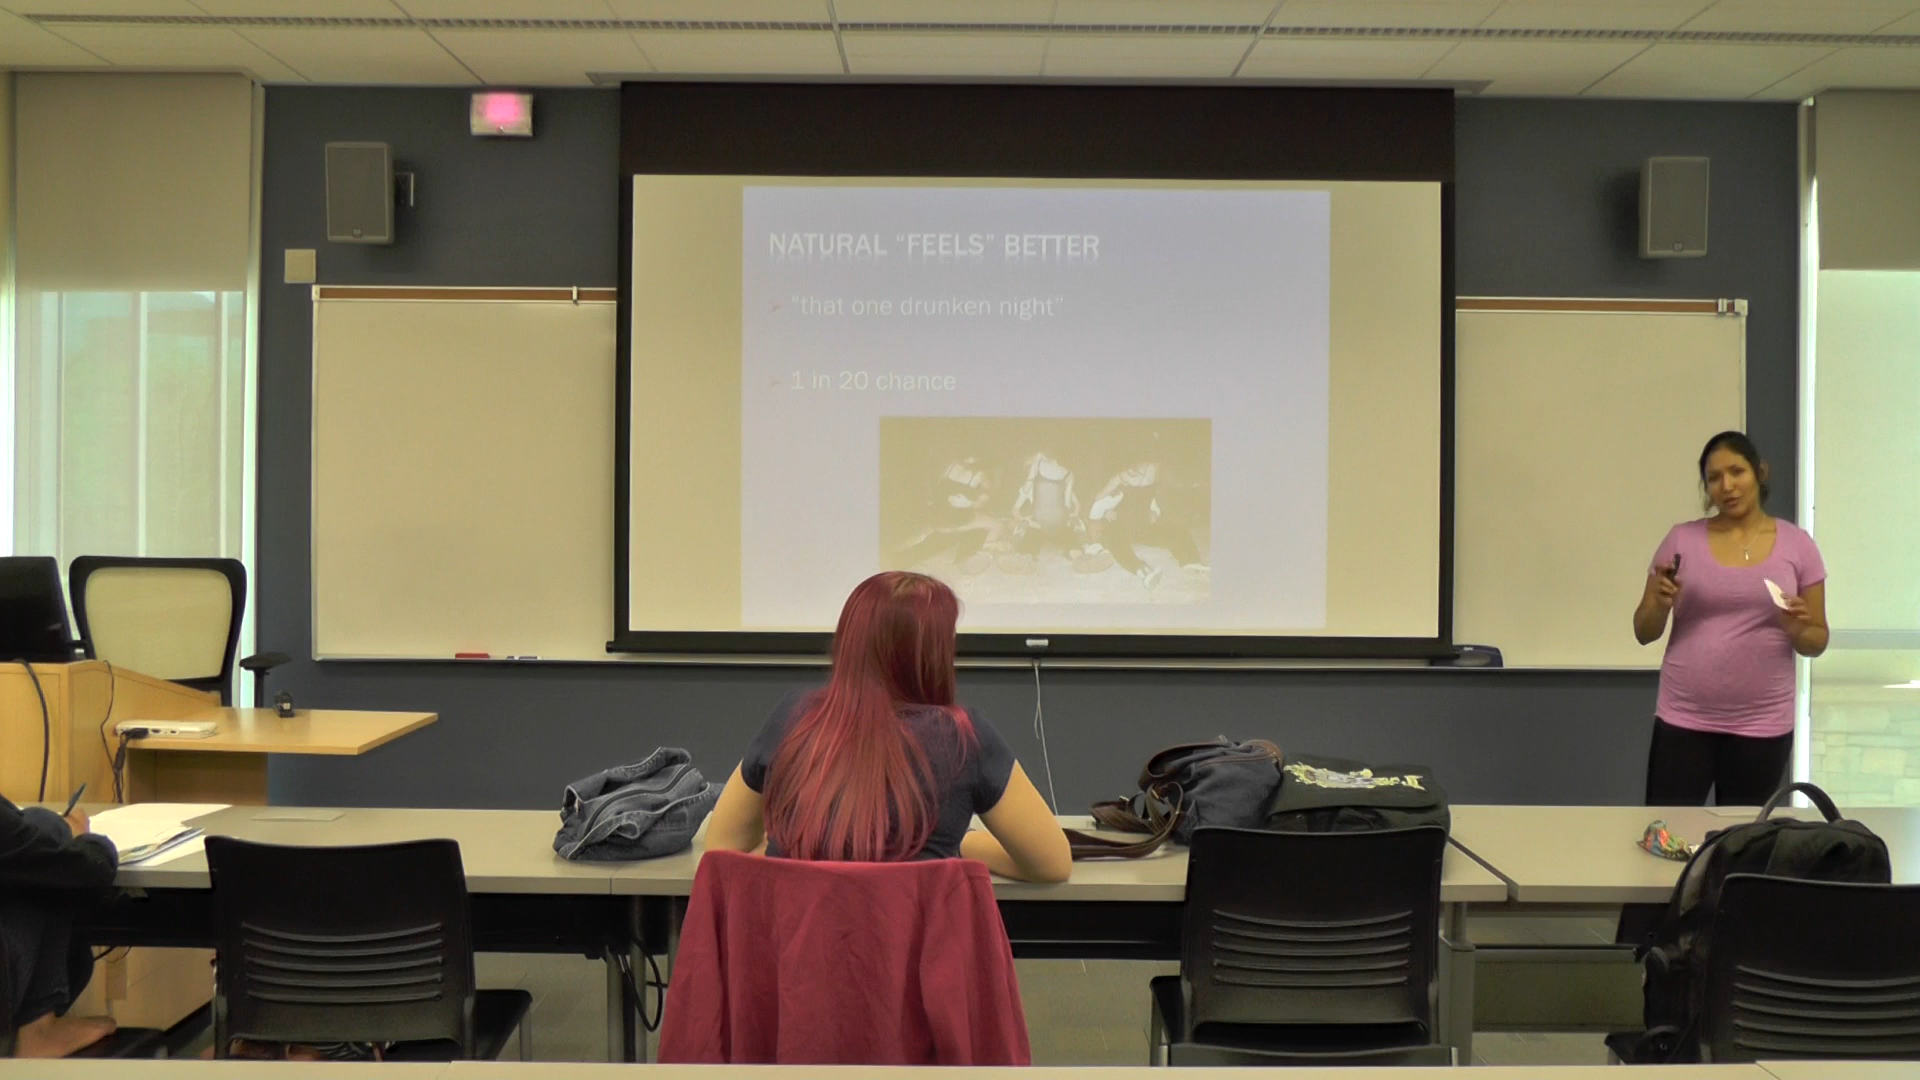 NATURAL “FEELS” BETTER
“that one drunken night”
1 in 20 chance